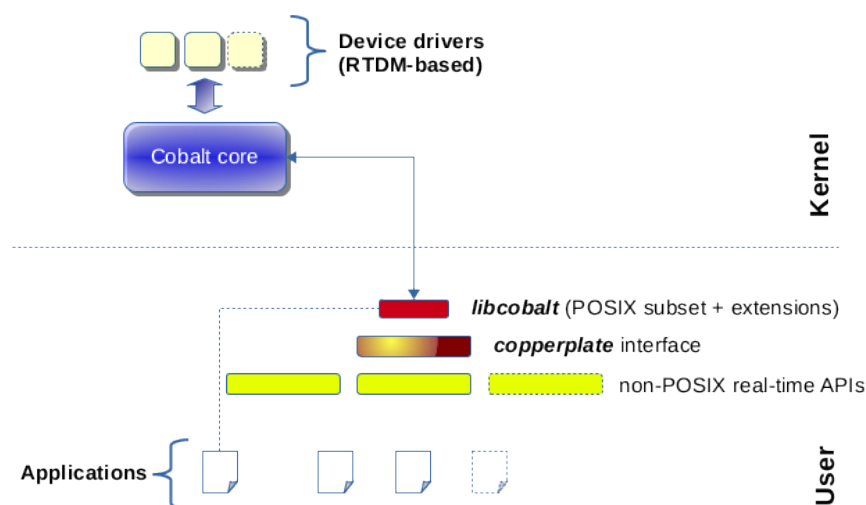 Device drivers
(RTDM-based)
Cobalt core
Kernel
libcobalt (POSIX subset + extensions)
copperplate interface
non-POSIX real-time APIs
Applications
User